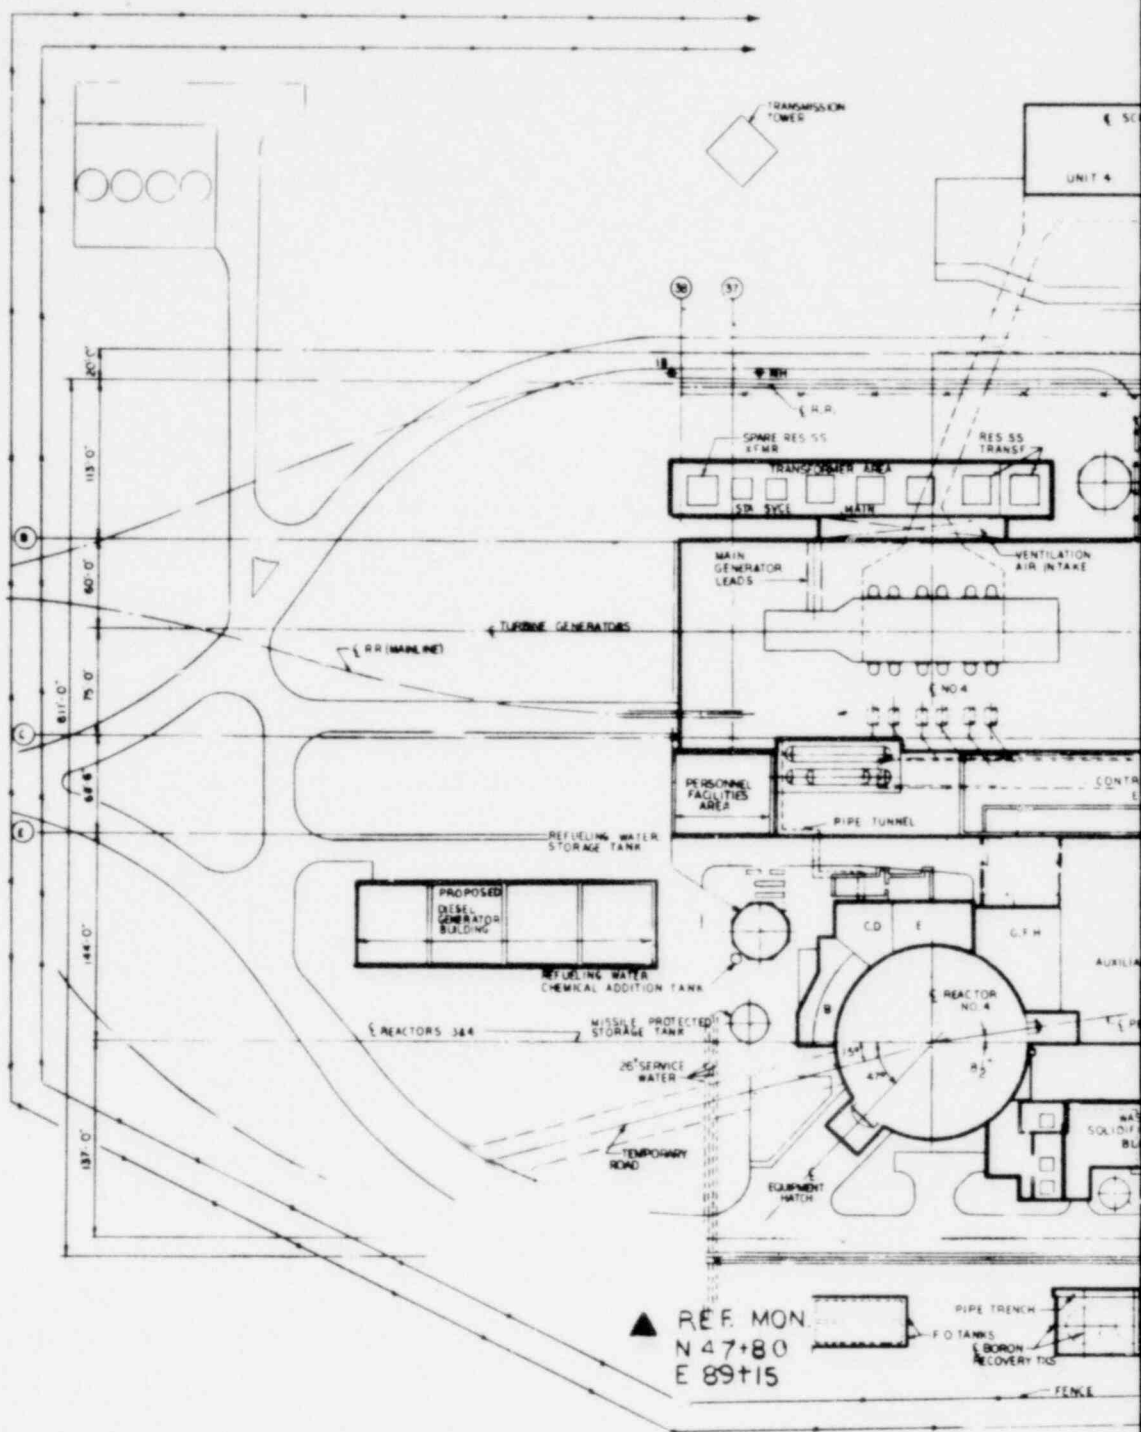 TRANSMISSION
TOWER
UNIT 4
38
37
20'-0"
113'-0"
℄ R.R.
SPARE RES SS
XFMR
RES SS
TRANSF
TRANSFORMER AREA
STA SVCE
B
60'-0"
MAIN
GENERATOR
LEADS
VENTILATION
AIR INTAKE
℄ TURBINE GENERATORS
℄ RR (MAINLINE)
811'-0"
75'-0"
℄ NO.4
C
68'-6"
PERSONNEL
FACILITIES
AREA
PIPE TUNNEL
E
REFUELING WATER
STORAGE TANK
PROPOSED
DIESEL
GENERATOR
BUILDING
144'-0"
C.D
E
G.F.H
REFUELING WATER
CHEMICAL ADDITION TANK
B
℄ REACTOR
NO.4
℄ REACTORS 3&4
MISSILE PROTECTED
STORAGE TANK
15°
47°
26" SERVICE
WATER
137'-0"
TEMPORARY
ROAD
EQUIPMENT
HATCH
REF. MON.
N 47+80
E 89+15
PIPE TRENCH
F.O TANKS
℄ BORON
RECOVERY TKS
FENCE